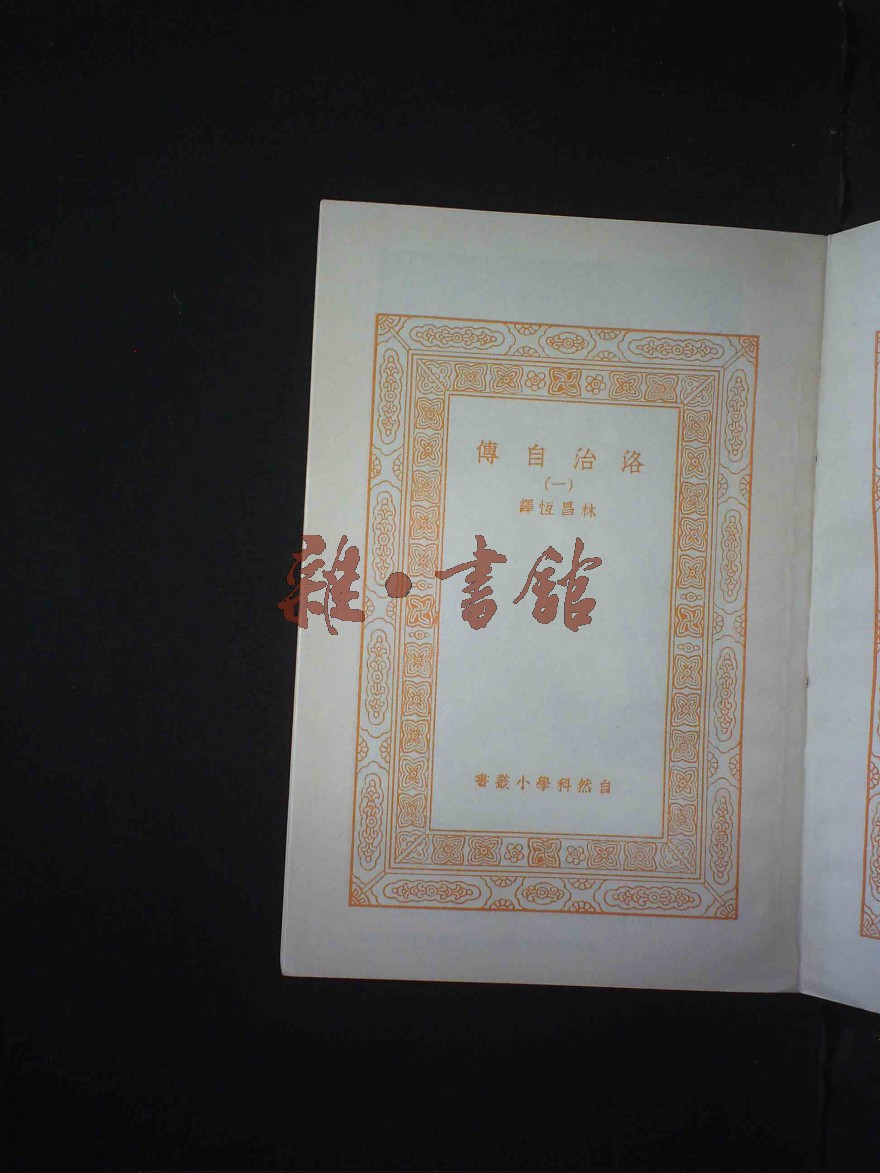 洛治自傳
(一)
林昌恆譯
雜·書館
自然科學小叢書